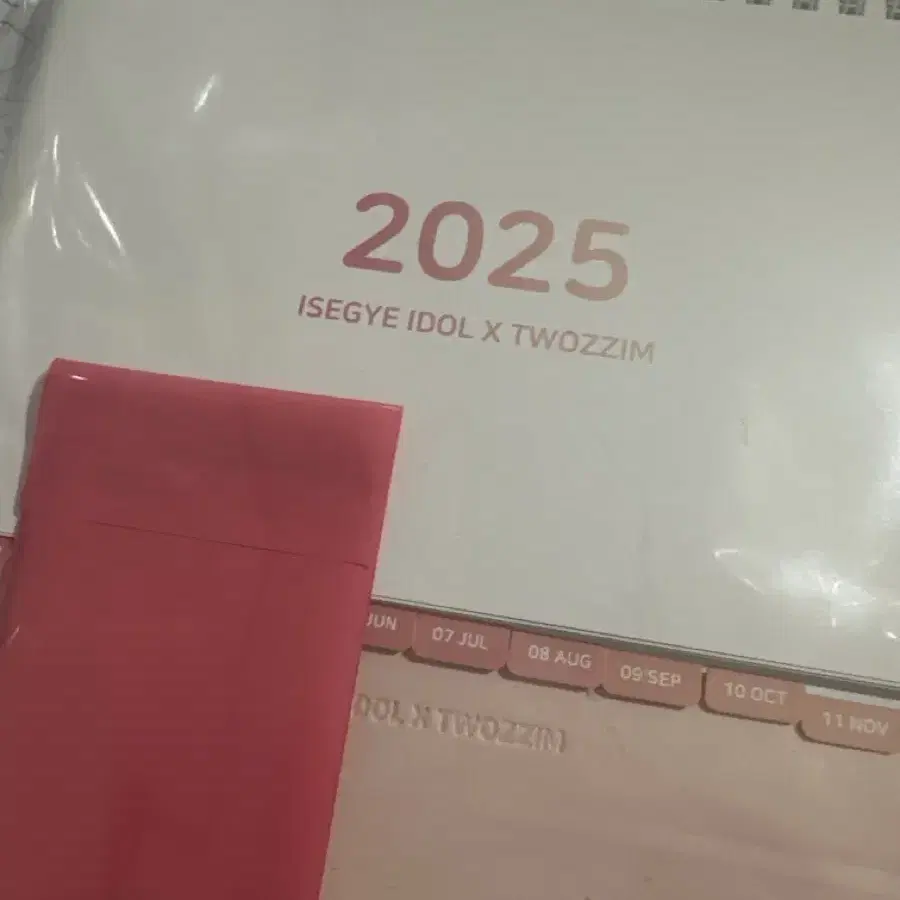 2025
ISEGYE IDOL X TWOZZIM
JUN
07 JUL
08 AUG
09 SEP
10 OCT
11 NOV
IDOL X TWOZZIM